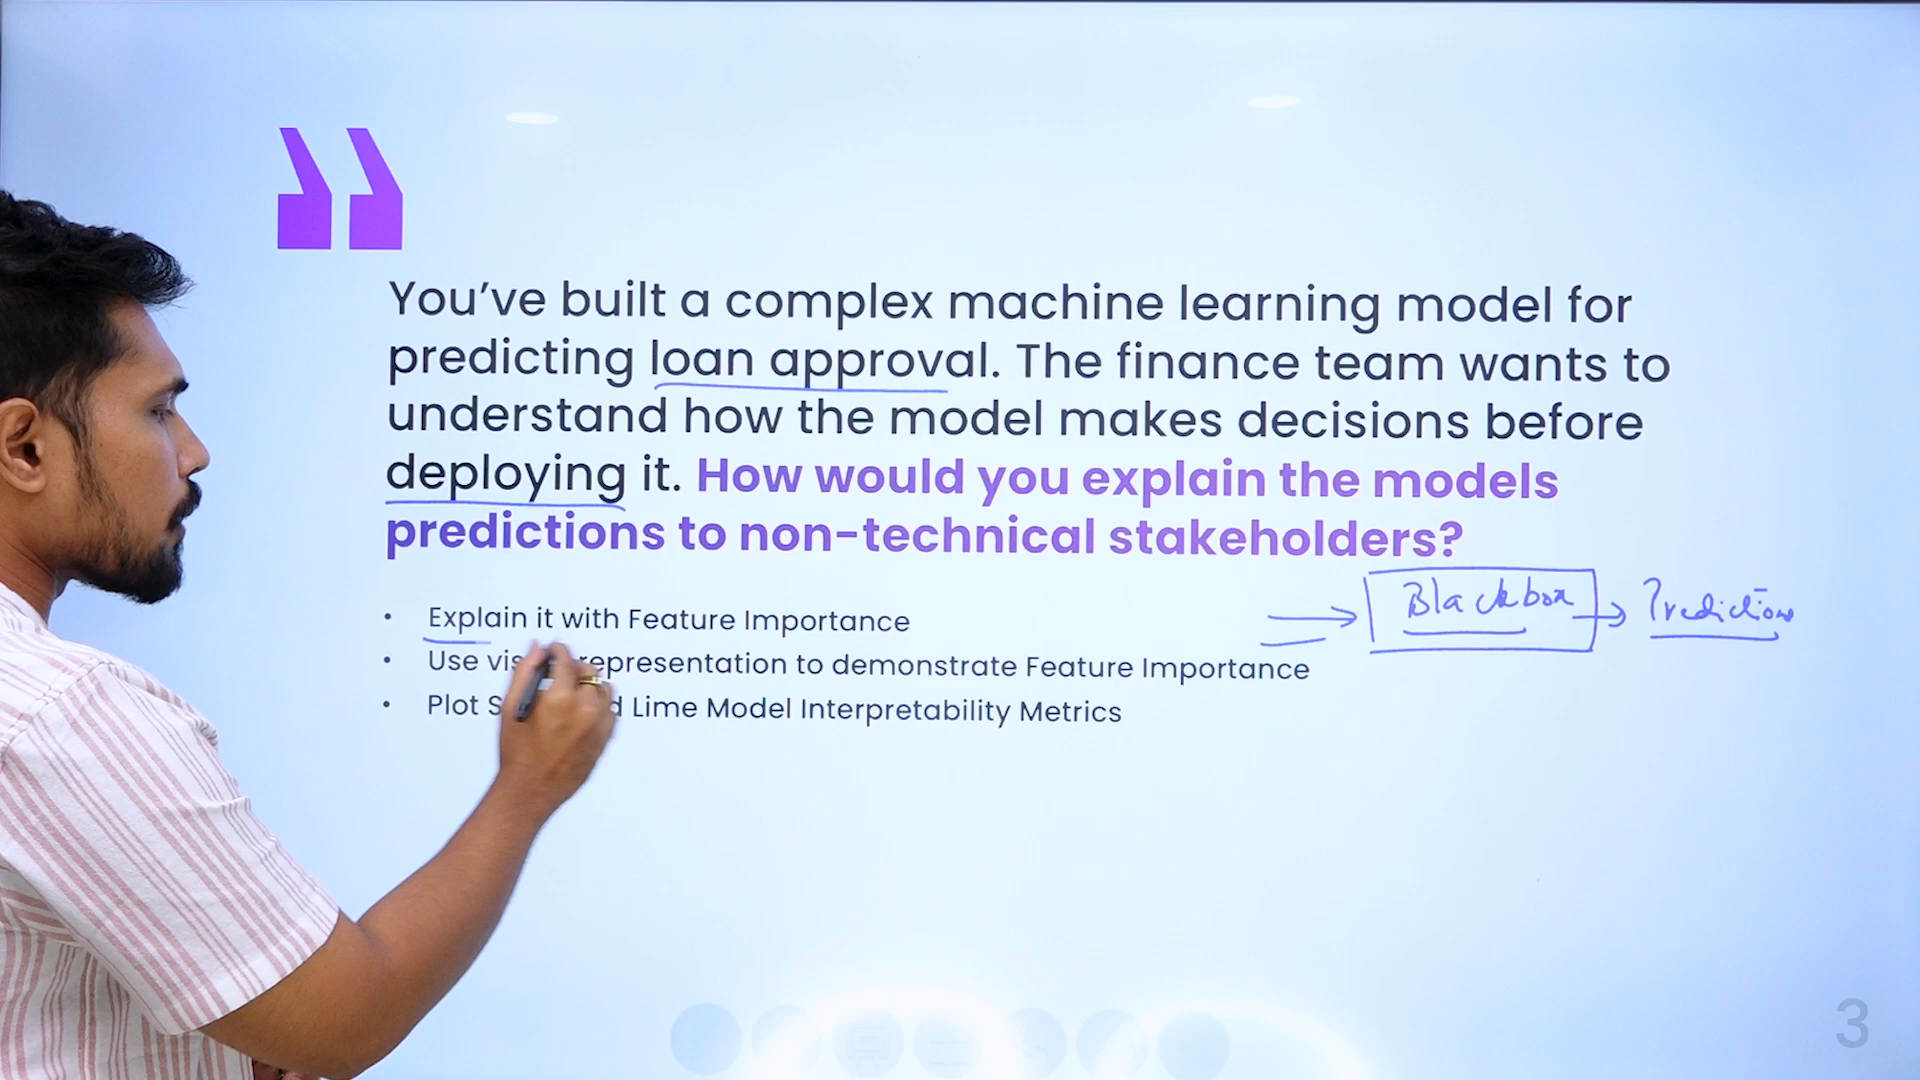 You’ve built a complex machine learning model for
predicting loan approval. The finance team wants to
understand how the model makes decisions before
deploying it. How would you explain the models
predictions to non-technical stakeholders?
Blackbox Prediction
• Explain it with Feature Importance
• Use representation to demonstrate Feature Importance
• Plot Lime Model Interpretability Metrics
3